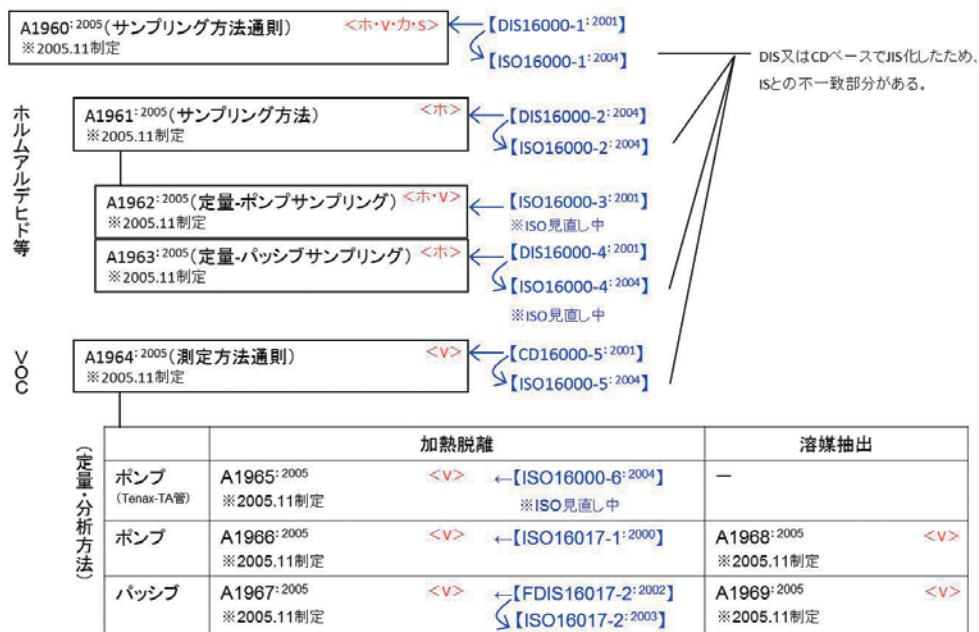 A1960:2005(サンプリング方法通則) <ホ・V・カ・s> ←【DIS16000-1:2001】
※2005.11制定
【ISO16000-1:2004】
DIS又はCDベースでJIS化したため、
ISとの不一致部分がある。
ホルムアルデヒド等
A1961:2005(サンプリング方法) <ホ> ←【DIS16000-2:2004】
※2005.11制定
【ISO16000-2:2004】
A1962:2005(定量-ポンプサンプリング) <ホ・V> ←【ISO16000-3:2001】
※2005.11制定
※ISO見直し中
A1963:2005(定量-パッシブサンプリング) <ホ> ←【DIS16000-4:2001】
※2005.11制定
【ISO16000-4:2004】
※ISO見直し中
VOC
A1964:2005(測定方法通則) <V> ←【CD16000-5:2001】
※2005.11制定
【ISO16000-5:2004】
(定量・分析方法)
加熱脱離 溶媒抽出
ポンプ A1965:2005 <V> ←【ISO16000-6:2004】 −
(Tenax-TA管) ※2005.11制定 ※ISO見直し中
ポンプ A1966:2005 <V> ←【ISO16017-1:2000】 A1968:2005 <V>
※2005.11制定 ※2005.11制定
パッシブ A1967:2005 <V> ←【FDIS16017-2:2002】 A1969:2005 <V>
※2005.11制定 【ISO16017-2:2003】 ※2005.11制定